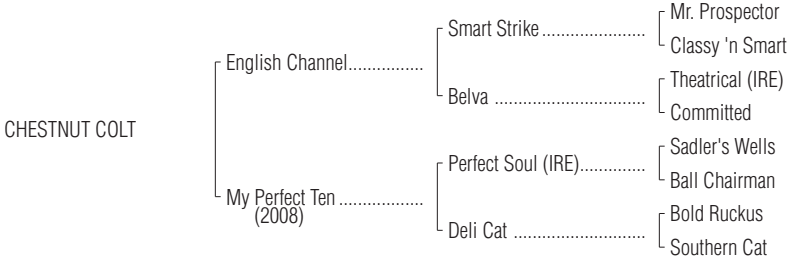 Mr. Prospector
Smart Strike......................
Classy 'n Smart
English Channel................
Theatrical (IRE)
Belva ................................
Committed
CHESTNUT COLT
Sadler's Wells
Perfect Soul (IRE)..............
Ball Chairman
My Perfect Ten ..................
(2008)
Bold Ruckus
Deli Cat ............................
Southern Cat